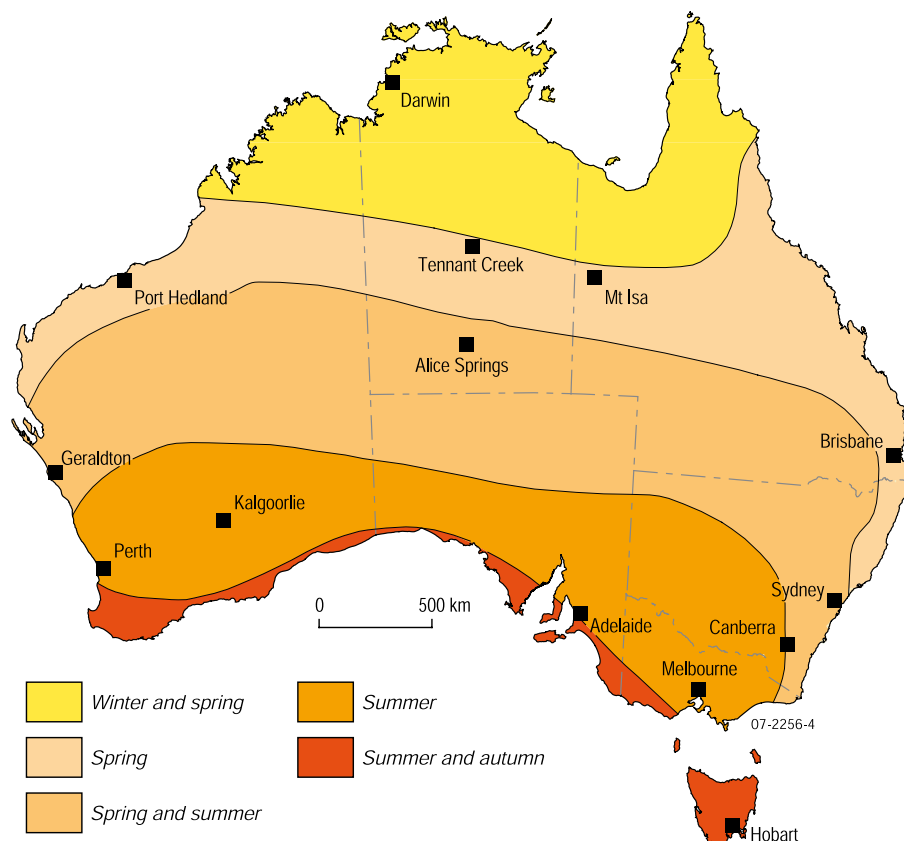 Darwin
Tennant Creek
Port Hedland
Mt Isa
Alice Springs
Brisbane
Geraldton
Kalgoorlie
Perth
Sydney
0 500 km
Adelaide
Canberra
Melbourne
Winter and spring
Summer
07-2256-4
Spring
Summer and autumn
Spring and summer
Hobart